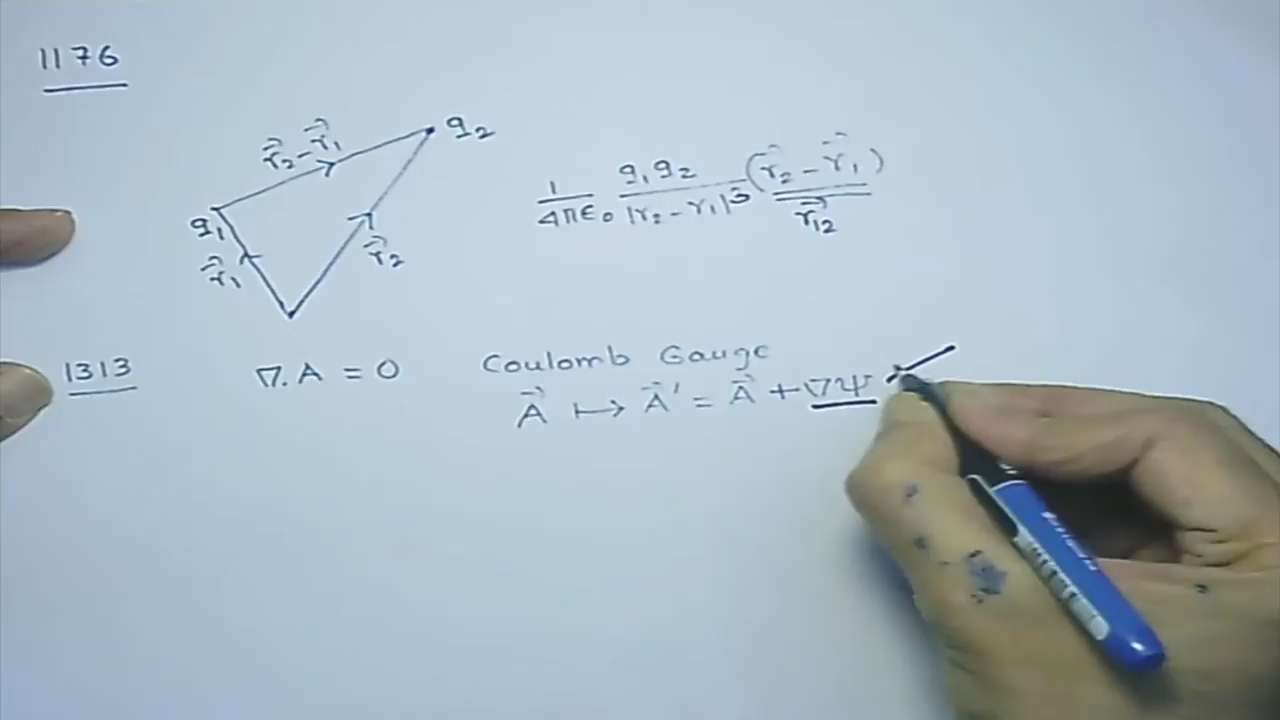 1176
r⃗₂ - r⃗₁
q₂
q₁
r⃗₁
r⃗₂
1/4πϵ₀ q₁q₂/|r₂ - r₁|³ (r⃗₂ - r⃗₁)
r⃗₁₂
1313
∇.A = 0
Coulomb Gauge
A⃗ ↦ A⃗' = A⃗ + ∇ψ